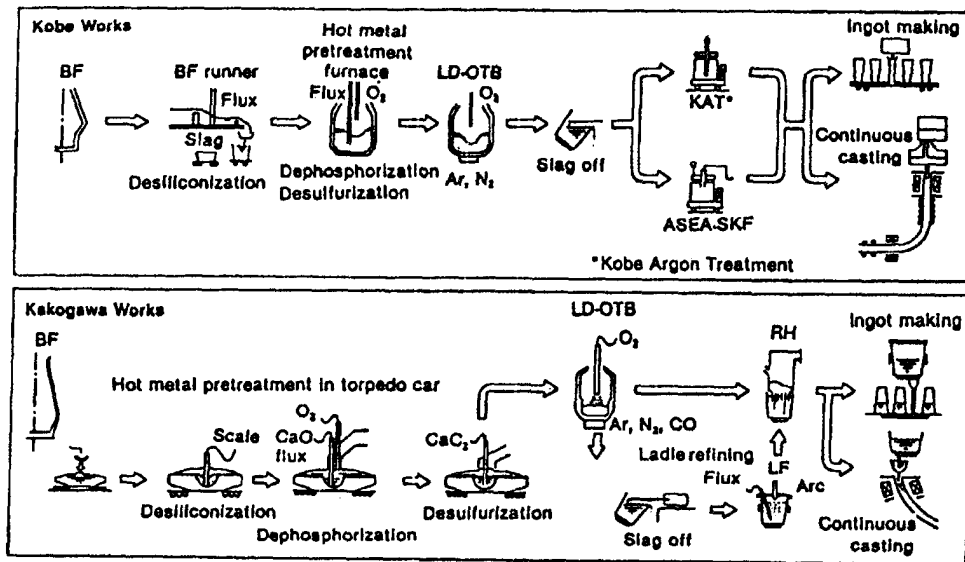 Kobe Works
BF
BF runner
Flux
Slag
Desiliconization
Hot metal
pretreatment
furnace
Flux
O₂
Dephosphorization
Desulfurization
LD-OTB
O₂
Ar, N₂
Slag off
KAT*
ASEA-SKF
Ingot making
Continuous
casting
*Kobe Argon Treatment
Kakogawa Works
BF
Hot metal pretreatment in torpedo car
Scale
Desiliconization
O₂
CaO
flux
Dephosphorization
CaC₂
Desulfurization
LD-OTB
O₂
Ar, N₂, CO
Slag off
Ladle refining
Flux
LF
Arc
RH
Ingot making
Continuous
casting